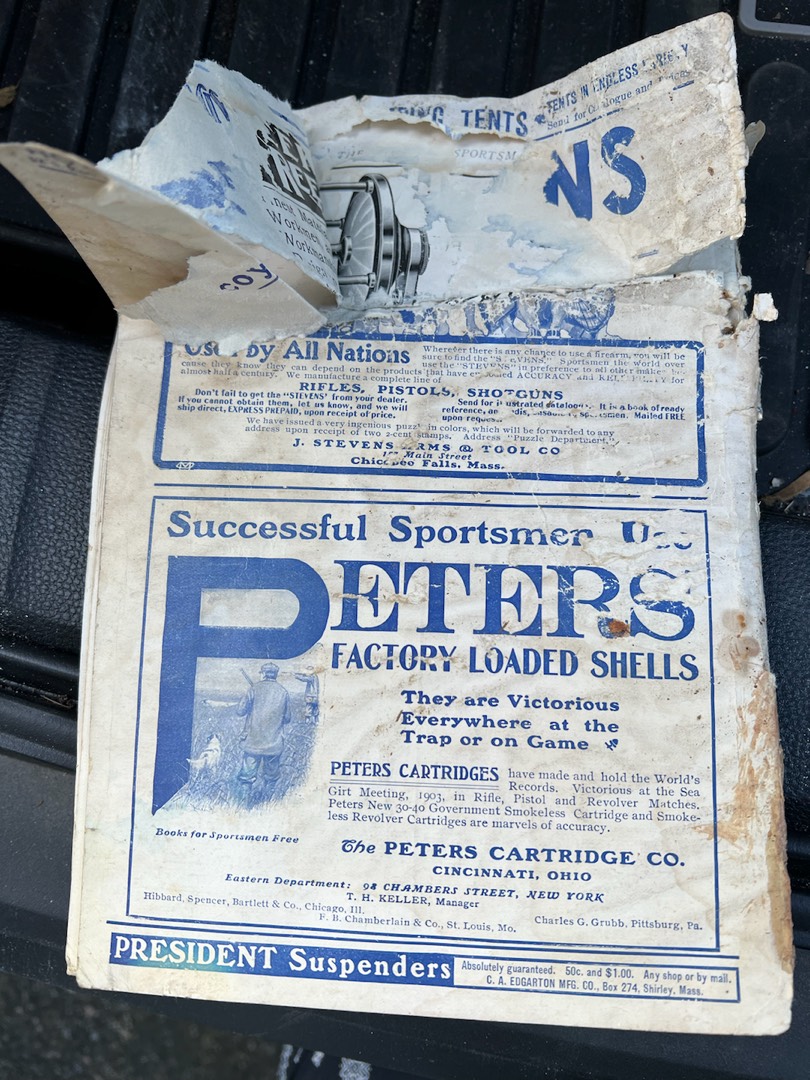 TENTS
TENTS IN ENDLESS
Send for Catalogue and
THE SPORTSM
NS
new
Workmen
Used by All Nations
Wherever there is any chance to use a firearm, you will be
sure to find the "STEVENS." Sportsmen the world over
use the "STEVENS" in preference to all other makes
cause they know they can depend on the products that have ACCURACY and for
almost half a century. We manufacture a complete line of
RIFLES, PISTOLS, SHOTGUNS
Don't fail to get the "STEVENS" from your dealer.
If you cannot obtain them, let us know, and we will
ship direct, EXPRESS PREPAID, upon receipt of price.
Send for illustrated catalogue. It is a book of ready
reference, Mailed FREE
upon request.
We have issued a very ingenious puzzle in colors, which will be forwarded to any
address upon receipt of two 2-cent stamps. Address "Puzzle Department."
J. STEVENS ARMS & TOOL CO
Main Street
Chicopee Falls, Mass.
Successful Sportsmen Use
PETERS
FACTORY LOADED SHELLS
They are Victorious
Everywhere at the
Trap or on Game
PETERS CARTRIDGES have made and hold the World's
Records. Victorious at the Sea
Girt Meeting, 1903, in Rifle, Pistol and Revolver Matches.
Peters New 30-40 Government Smokeless Cartridge and Smoke-
less Revolver Cartridges are marvels of accuracy.
Books for Sportsmen Free
The PETERS CARTRIDGE CO.
CINCINNATI, OHIO
Eastern Department: 98 CHAMBERS STREET, NEW YORK
T. H. KELLER, Manager
Hibbard, Spencer, Bartlett & Co., Chicago, Ill.
F. B. Chamberlain & Co., St. Louis, Mo.
Charles G. Grubb, Pittsburg, Pa.
PRESIDENT Suspenders
Absolutely guaranteed. 50c. and $1.00. Any shop or by mail.
C. A. EDGARTON MFG. CO., Box 274, Shirley, Mass.